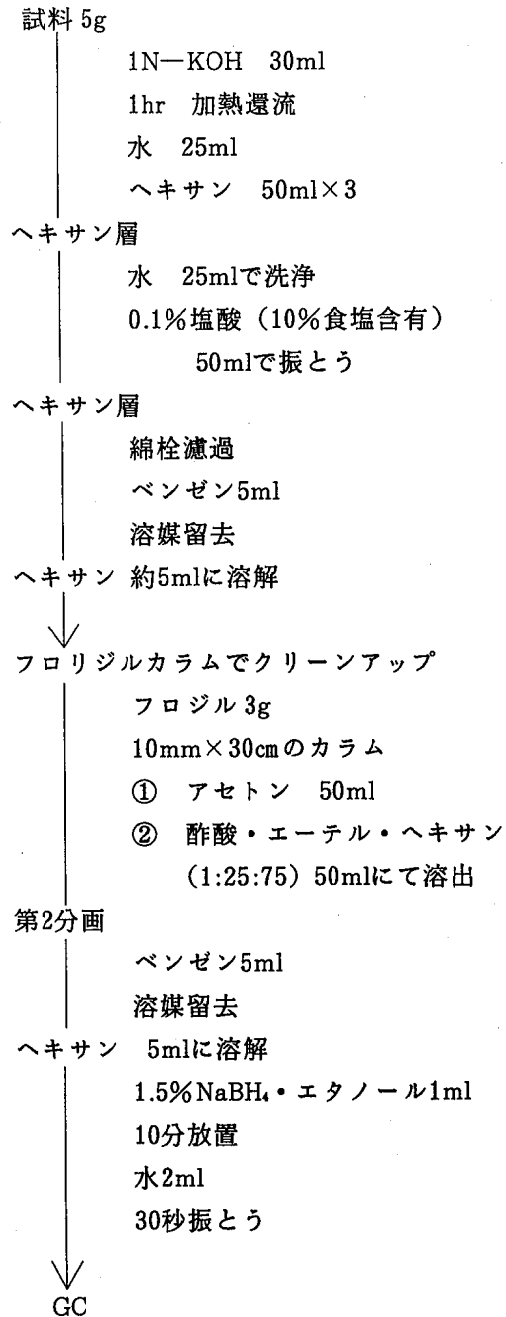 試料 5g
1N—KOH 30ml
1hr 加熱還流
水 25ml
ヘキサン 50ml×3
ヘキサン層
水 25mlで洗浄
0.1%塩酸（10%食塩含有）
50mlで振とう
ヘキサン層
綿栓濾過
ベンゼン5ml
溶媒留去
ヘキサン 約5mlに溶解
フロリジルカラムでクリーンアップ
フロジル 3g
10mm×30㎝のカラム
① アセトン 50ml
② 酢酸・エーテル・ヘキサン
(1:25:75) 50mlにて溶出
第2分画
ベンゼン5ml
溶媒留去
ヘキサン 5mlに溶解
1.5%NaBH₄・エタノール1ml
10分放置
水2ml
30秒振とう
GC